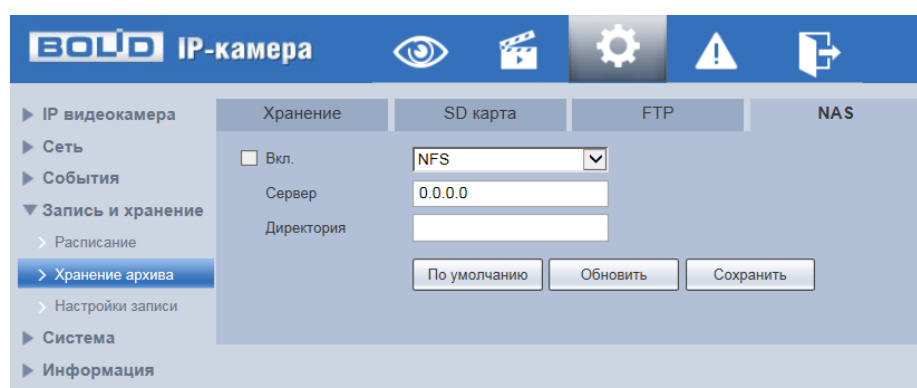 BOLID IP-камера
IP видеокамера
Сеть
События
Запись и хранение
Расписание
Хранение архива
Настройки записи
Система
Информация
Хранение SD карта FTP NAS
Вкл. NFS
Сервер 0.0.0.0
Директория
По умолчанию Обновить Сохранить